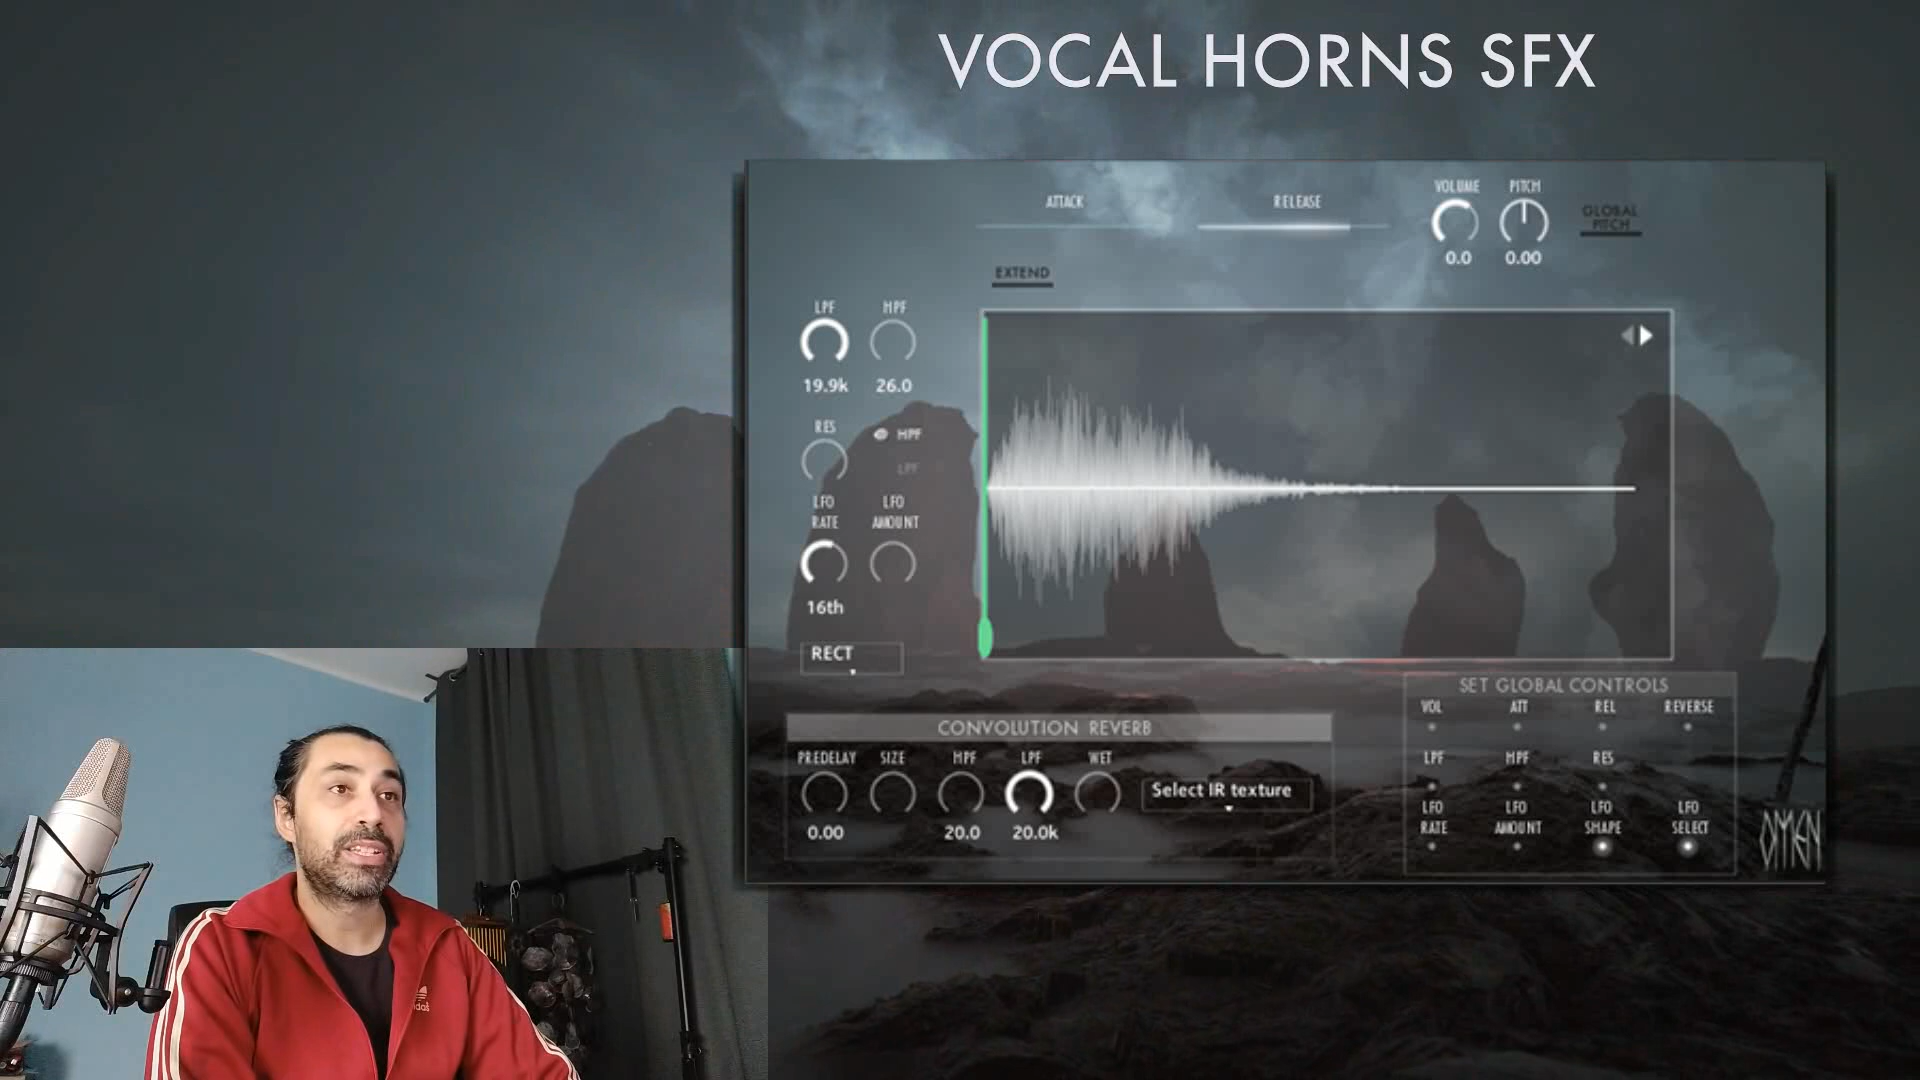 VOCAL HORNS SFX
ATTACK
RELEASE
VOLUME
PITCH
GLOBAL
PITCH
0.0
0.00
EXTEND
LPF
HPF
19.9k
26.0
RES
HPF
LPF
LFO
RATE
LFO
AMOUNT
16th
RECT
SET GLOBAL CONTROLS
VOL
ATT
REL
REVERSE
LPF
HPF
RES
LFO
RATE
LFO
AMOUNT
LFO
SHAPE
LFO
SELECT
CONVOLUTION REVERB
PREDELAY
SIZE
HPF
LPF
WET
Select IR texture
0.00
20.0
20.0k
OMEN
adidas